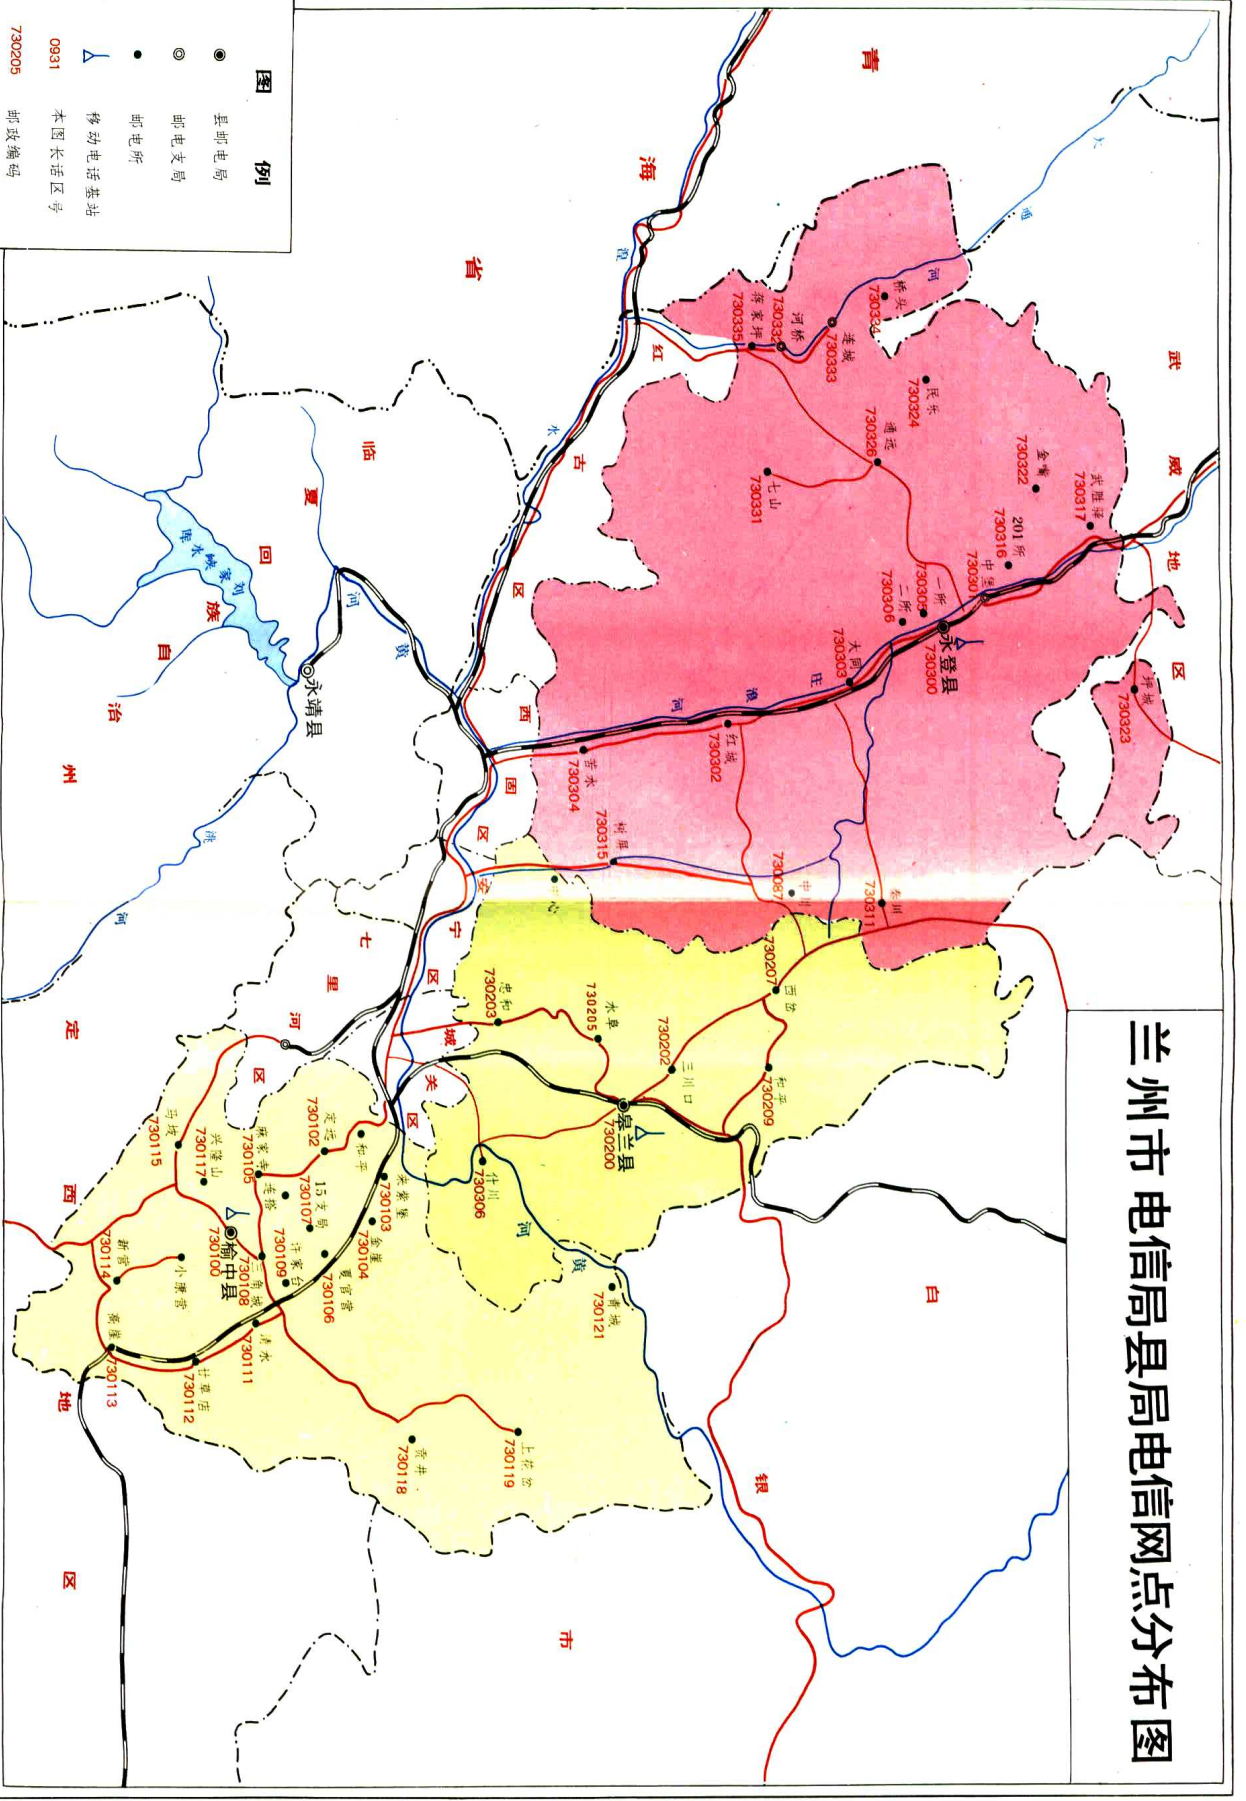 兰州市电信局县局电信网点分布图
图例
县邮电局
邮电支局
邮电所
移动电话基站
0931 本图长话区号
730205 邮政编码
青海省
武威地区
白银市
定西地区
临夏回族自治州
红古区
西固区
安宁区
七里河区
城关区
大通河
湟水
庄浪河
黄河
黄河
洮河
刘家峡水库
永靖县
桥头
730334
连城
730333
河桥
730332
蒋家坪
730335
民乐
730324
通远
730326
七山
730331
金嘴
730322
武胜驿
730317
201所
730316
中堡
730307
一所
730305
二所
730306
永登县
730300
大同
730303
坪城
730323
红城
730302
苦水
730304
树屏
730315
中川
730087
秦川
730311
西岔
730207
忠和
730203
水阜
730205
三川口
730202
和平
730209
皋兰县
730200
什川
730306
青城
730121
定远
730102
和平
来紫堡
730103
金崖
730104
麻家寺
730105
连搭
15支局
730107
夏官营
730106
许家台
730109
三角城
730108
榆中县
730100
兴隆山
730117
马坡
730115
新营
730114
小康营
高崖
730113
甘草店
730112
清水
730111
贡井
730118
上花岔
730119